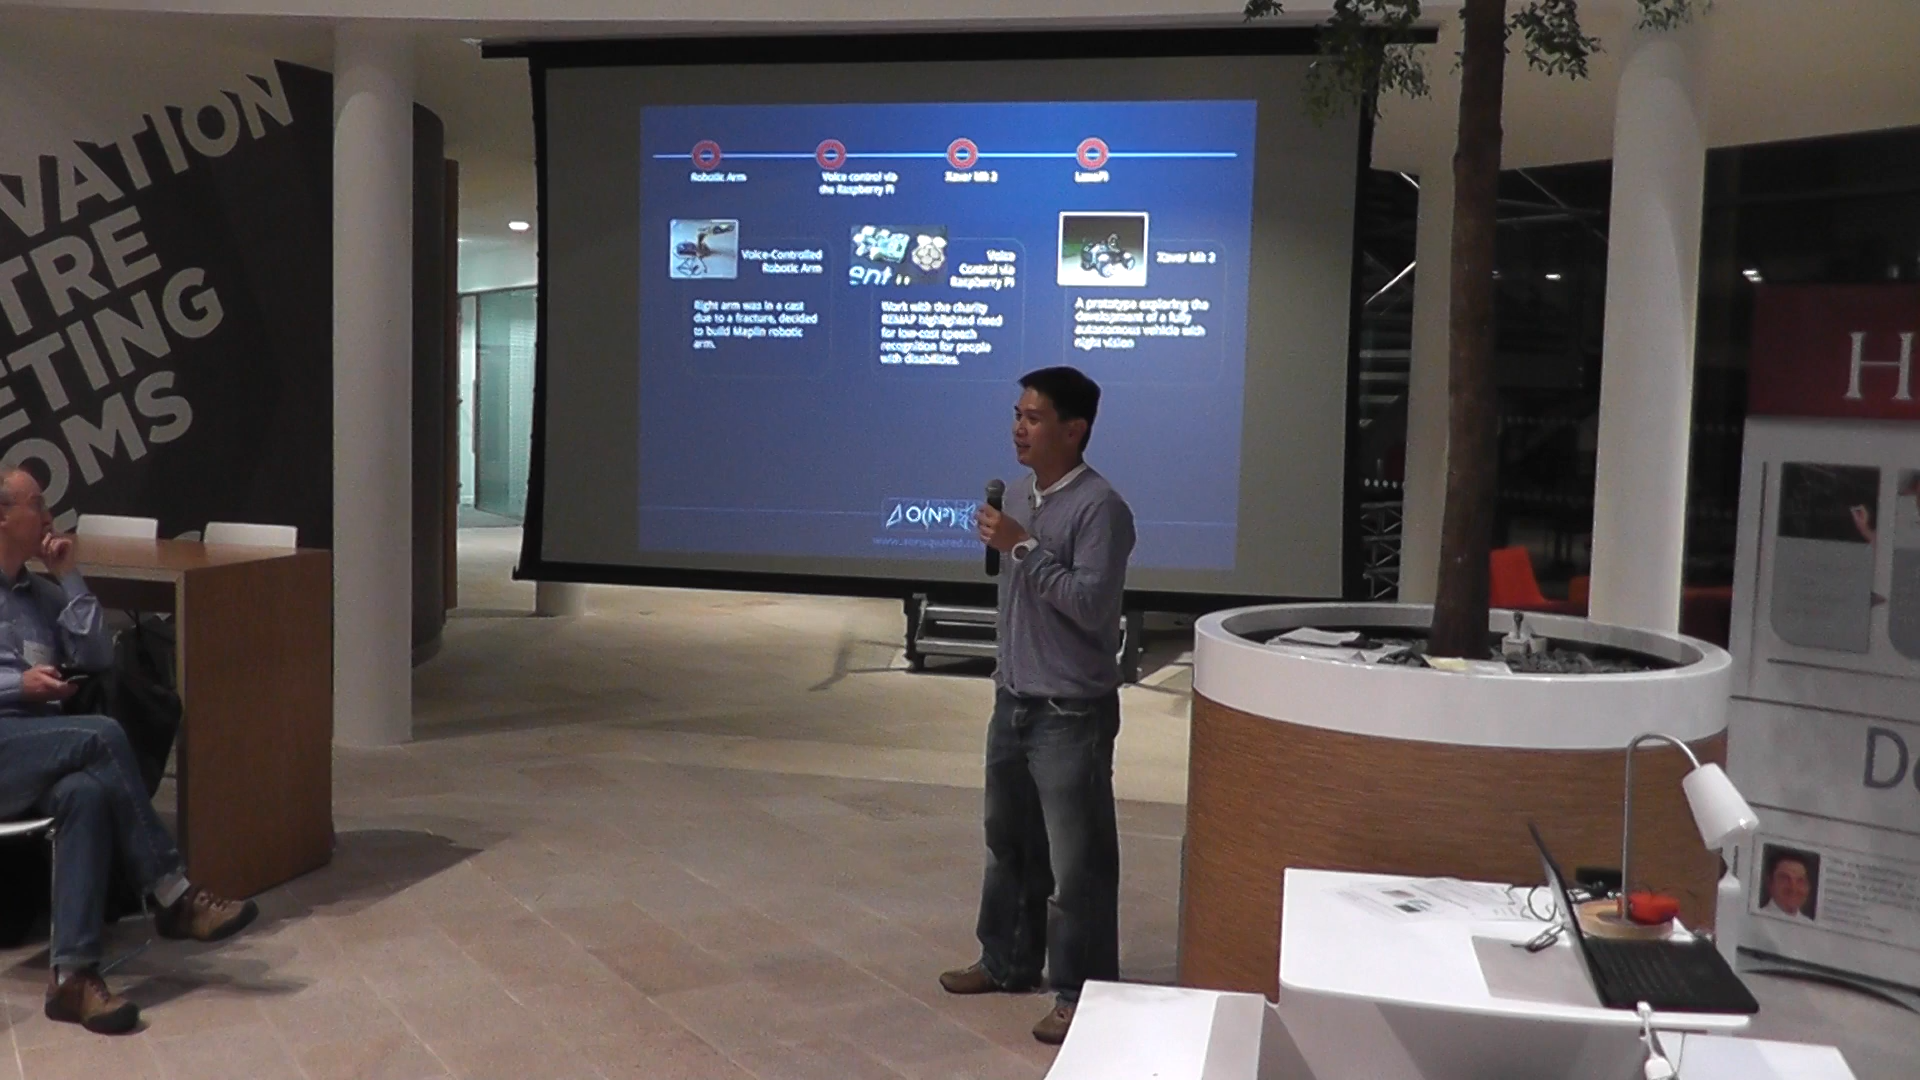 VATION
TRE
ETING
OMS
Robotic Arm
Voice control via
the Raspberry Pi
Xaver Mk 2
Voice-Controlled
Robotic Arm
Right arm was in a cast
due to a fracture, decided
to build Maplin robotic
arm.
Voice
Control via
Raspberry Pi
Work with the charity
REMAP highlighted need
for low-cost speech
recognition for people
with disabilities.
Xaver Mk 2
A prototype exploring the
development of a fully
autonomous vehicle with
night vision
O(N²)
www.aonsquared.co
H
De